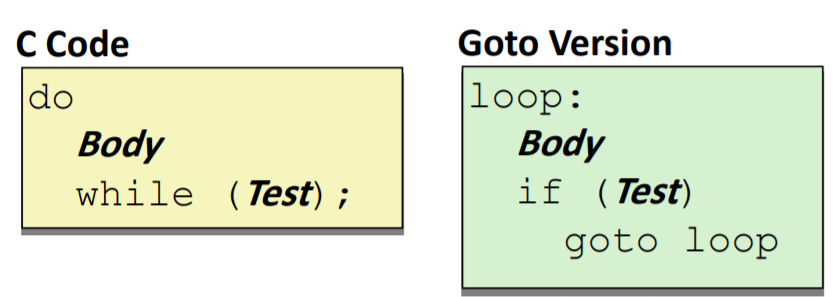 C Code
do
Body
while (Test);
Goto Version
loop:
Body
if (Test)
goto loop